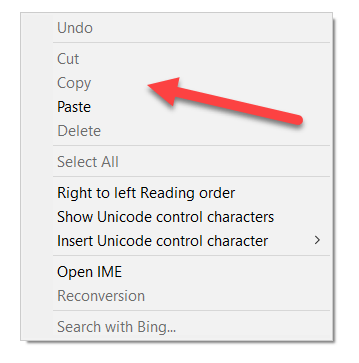 Undo
Cut
Copy
Paste
Delete
Select All
Right to left Reading order
Show Unicode control characters
Insert Unicode control character
Open IME
Reconversion
Search with Bing...